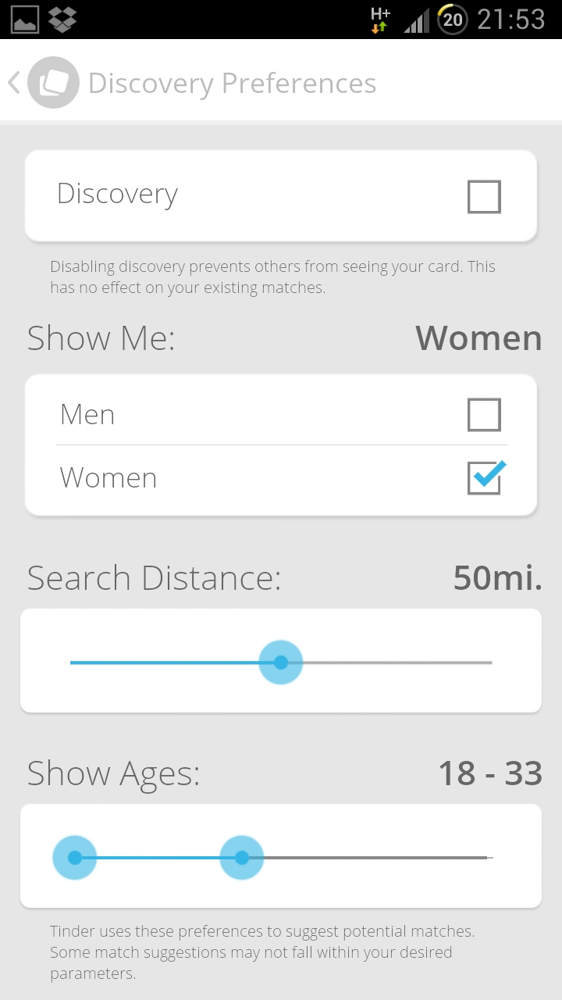 H+ 20 21:53
Discovery Preferences
Discovery
Disabling discovery prevents others from seeing your card. This
has no effect on your existing matches.
Show Me: Women
Men
Women
Search Distance: 50mi.
Show Ages: 18 - 33
Tinder uses these preferences to suggest potential matches.
Some match suggestions may not fall within your desired
parameters.